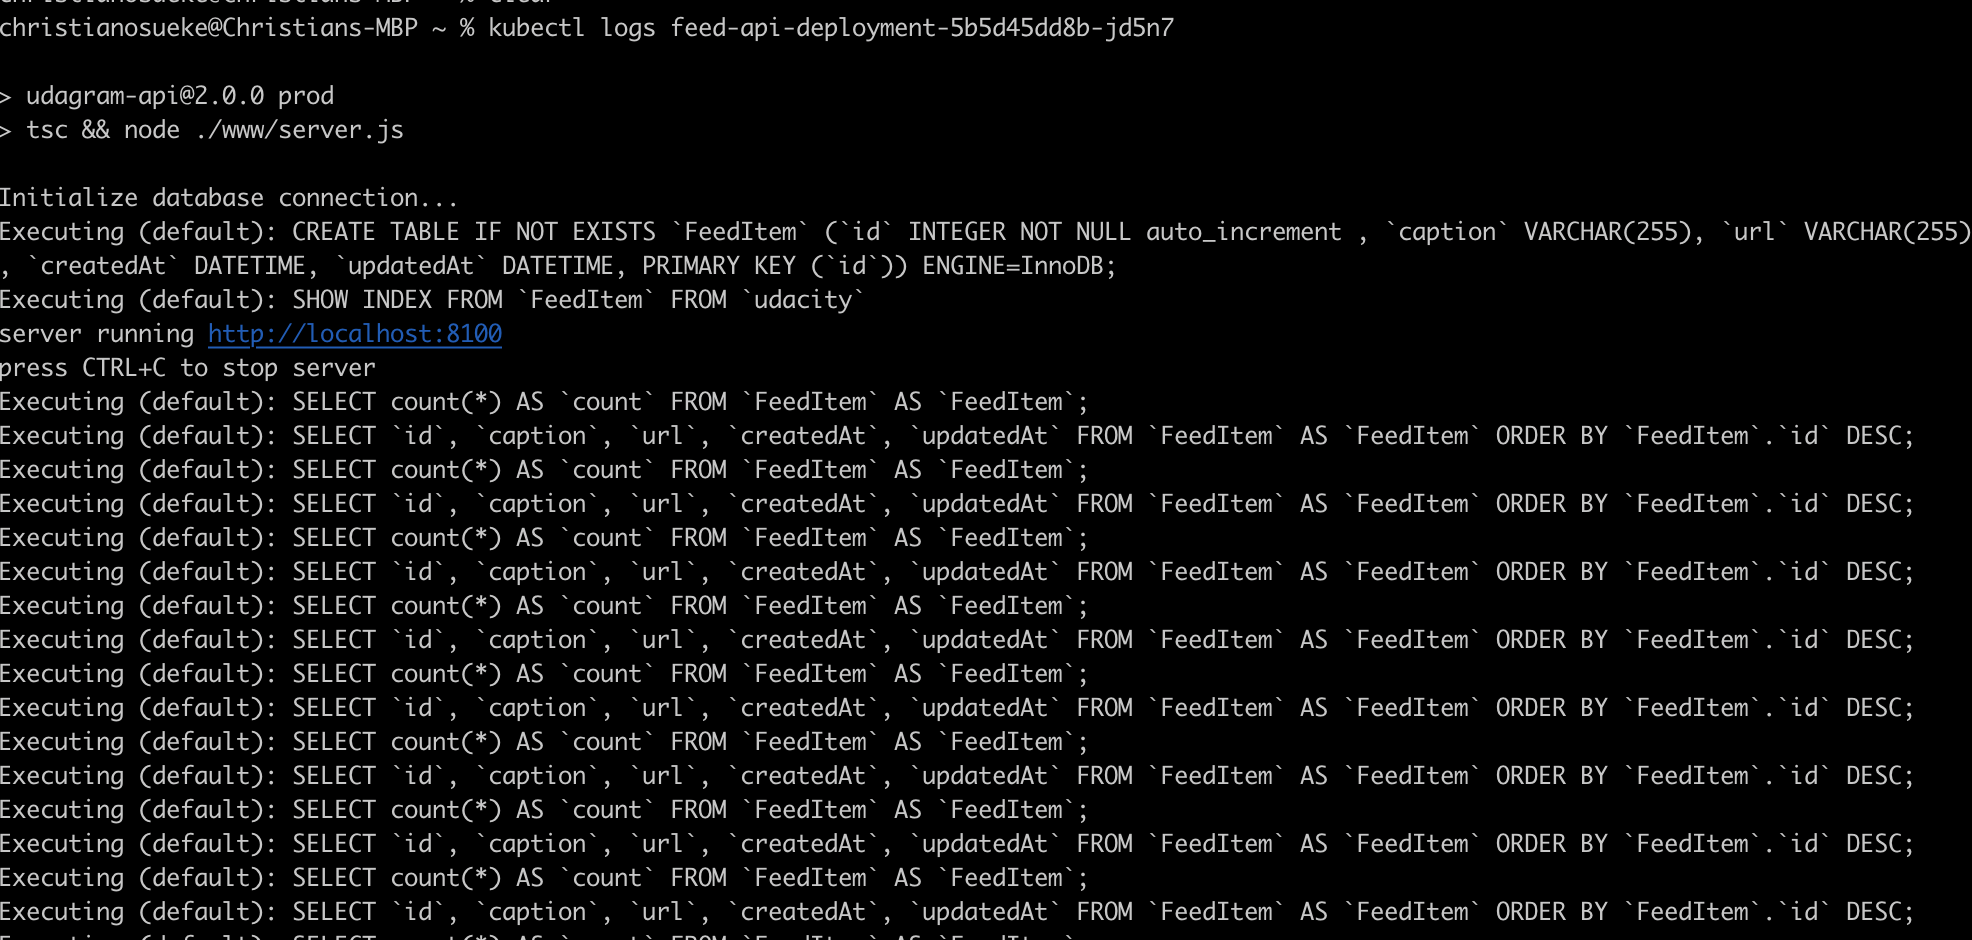 christianosueke@Christians-MBP ~ % clear
christianosueke@Christians-MBP ~ % kubectl logs feed-api-deployment-5b5d45dd8b-jd5n7
> udagram-api@2.0.0 prod
> tsc && node ./www/server.js
Initialize database connection...
Executing (default): CREATE TABLE IF NOT EXISTS `FeedItem` (`id` INTEGER NOT NULL auto_increment , `caption` VARCHAR(255), `url` VARCHAR(255)
, `createdAt` DATETIME, `updatedAt` DATETIME, PRIMARY KEY (`id`)) ENGINE=InnoDB;
Executing (default): SHOW INDEX FROM `FeedItem` FROM `udacity`
server running http://localhost:8100
press CTRL+C to stop server
Executing (default): SELECT count(*) AS `count` FROM `FeedItem` AS `FeedItem`;
Executing (default): SELECT `id`, `caption`, `url`, `createdAt`, `updatedAt` FROM `FeedItem` AS `FeedItem` ORDER BY `FeedItem`.`id` DESC;
Executing (default): SELECT count(*) AS `count` FROM `FeedItem` AS `FeedItem`;
Executing (default): SELECT `id`, `caption`, `url`, `createdAt`, `updatedAt` FROM `FeedItem` AS `FeedItem` ORDER BY `FeedItem`.`id` DESC;
Executing (default): SELECT count(*) AS `count` FROM `FeedItem` AS `FeedItem`;
Executing (default): SELECT `id`, `caption`, `url`, `createdAt`, `updatedAt` FROM `FeedItem` AS `FeedItem` ORDER BY `FeedItem`.`id` DESC;
Executing (default): SELECT count(*) AS `count` FROM `FeedItem` AS `FeedItem`;
Executing (default): SELECT `id`, `caption`, `url`, `createdAt`, `updatedAt` FROM `FeedItem` AS `FeedItem` ORDER BY `FeedItem`.`id` DESC;
Executing (default): SELECT count(*) AS `count` FROM `FeedItem` AS `FeedItem`;
Executing (default): SELECT `id`, `caption`, `url`, `createdAt`, `updatedAt` FROM `FeedItem` AS `FeedItem` ORDER BY `FeedItem`.`id` DESC;
Executing (default): SELECT count(*) AS `count` FROM `FeedItem` AS `FeedItem`;
Executing (default): SELECT `id`, `caption`, `url`, `createdAt`, `updatedAt` FROM `FeedItem` AS `FeedItem` ORDER BY `FeedItem`.`id` DESC;
Executing (default): SELECT count(*) AS `count` FROM `FeedItem` AS `FeedItem`;
Executing (default): SELECT `id`, `caption`, `url`, `createdAt`, `updatedAt` FROM `FeedItem` AS `FeedItem` ORDER BY `FeedItem`.`id` DESC;
Executing (default): SELECT count(*) AS `count` FROM `FeedItem` AS `FeedItem`;
Executing (default): SELECT `id`, `caption`, `url`, `createdAt`, `updatedAt` FROM `FeedItem` AS `FeedItem` ORDER BY `FeedItem`.`id` DESC;
Executing (default): SELECT count(*) AS `count` FROM `FeedItem` AS `FeedItem`;